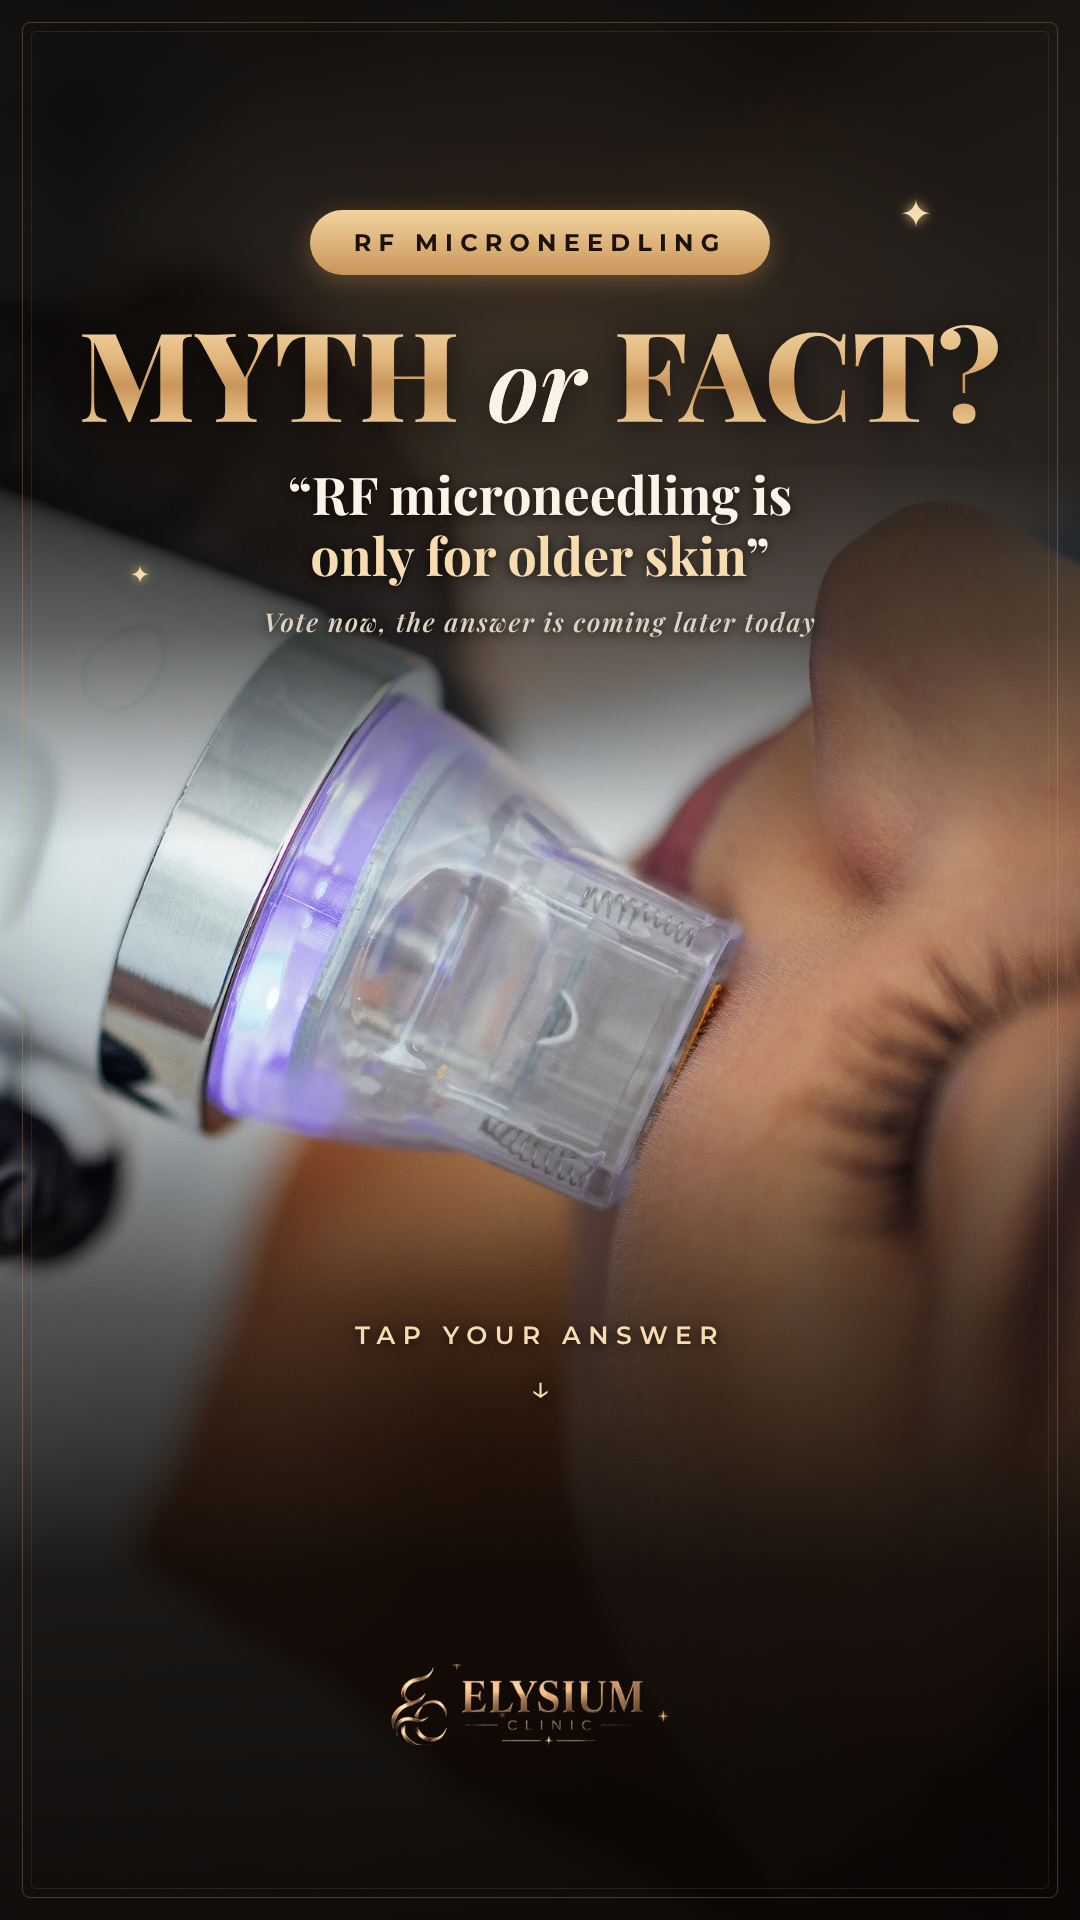 RF MICRONEEDLING
MYTH or FACT?
“RF microneedling is
only for older skin”
Vote now, the answer is coming later today
TAP YOUR ANSWER
↓
ELYSIUM
CLINIC